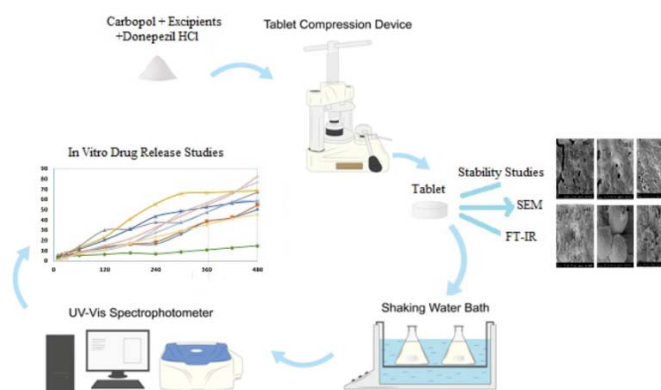 Carbopol + Excipients
+Donepezil HCl
Tablet Compression Device
In Vitro Drug Release Studies
90
80
70
60
50
40
30
20
10
0
0 120 240 360 480
Tablet
Stability Studies
SEM
FT-IR
UV-Vis Spectrophotometer
Shaking Water Bath